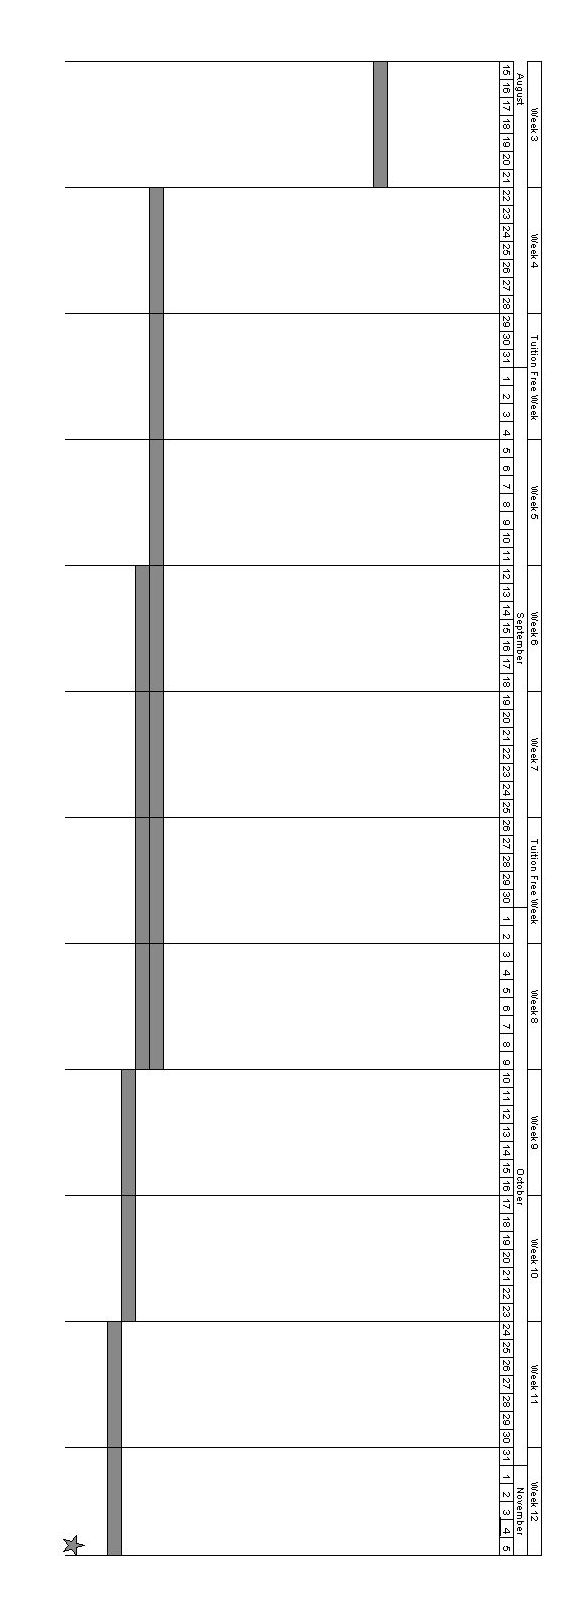 Week 3 Week 4 Tuition Free Week Week 5 Week 6 Week 7 Tuition Free Week Week 8 Week 9 Week 10 Week 11 Week 12
August September October November
15 16 17 18 19 20 21 22 23 24 25 26 27 28 29 30 31 1 2 3 4 5 6 7 8 9 10 11 12 13 14 15 16 17 18 19 20 21 22 23 24 25 26 27 28 29 30 1 2 3 4 5 6 7 8 9 10 11 12 13 14 15 16 17 18 19 20 21 22 23 24 25 26 27 28 29 30 31 1 2 3 4 5